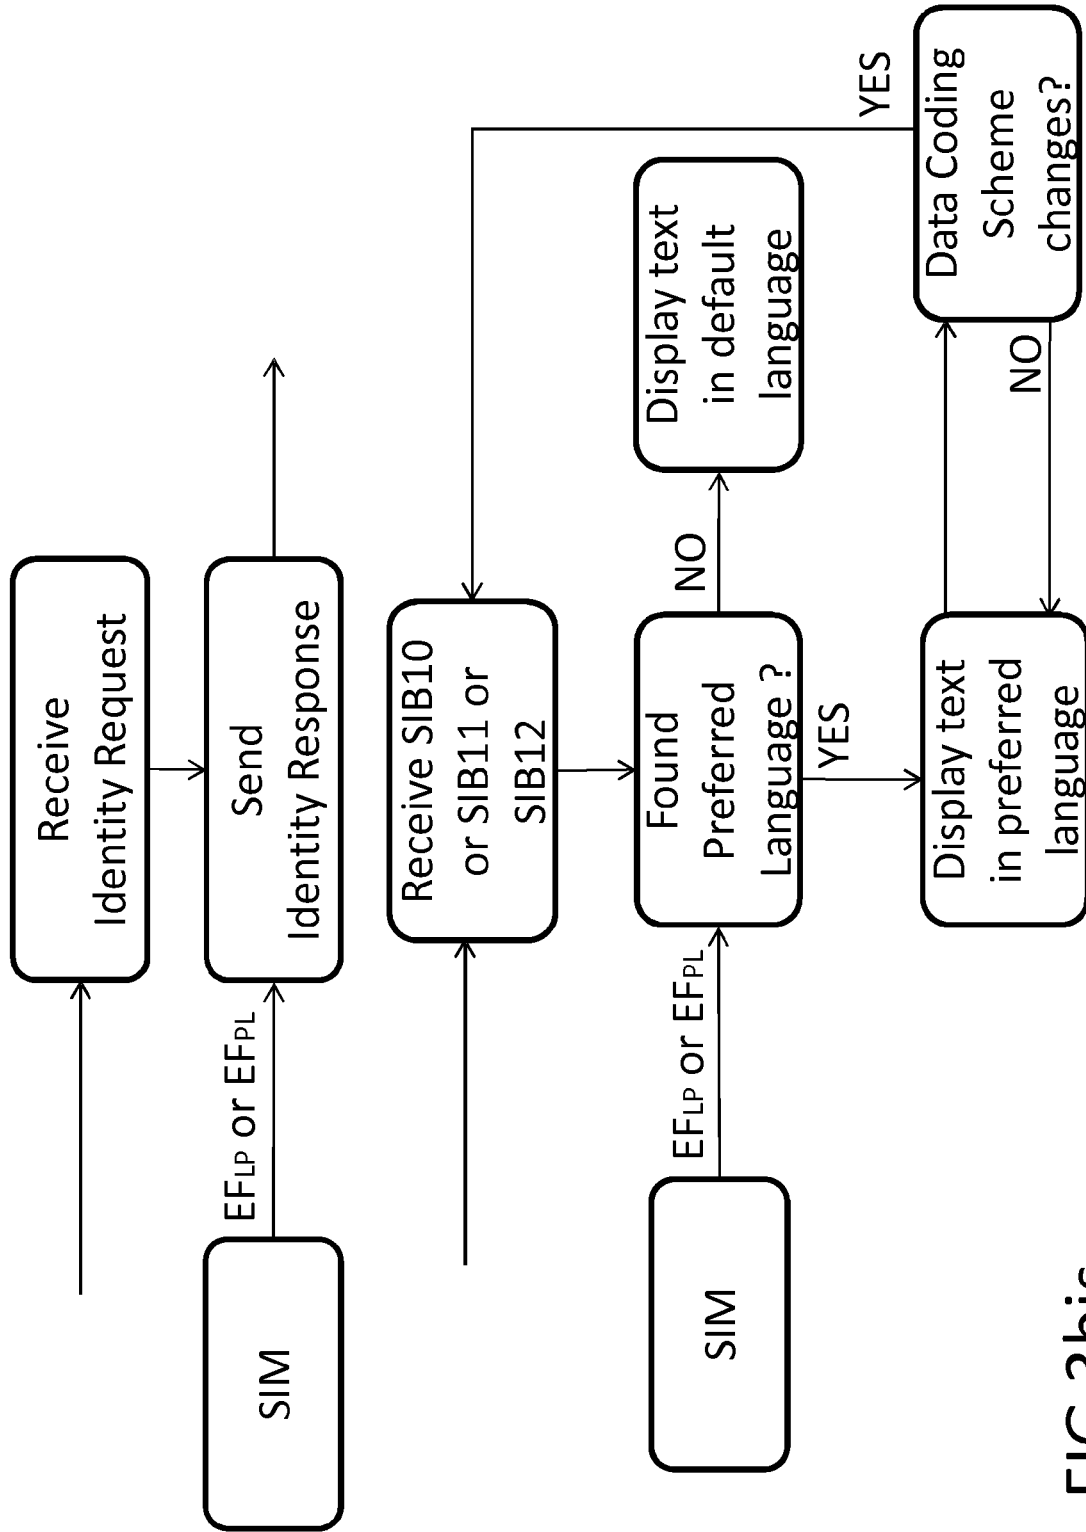 Receive
Identity Request
SIM
EFLP or EFPL
Send
Identity Response
Receive SIB10
or SIB11 or
SIB12
SIM
EFLP or EFPL
Found
Preferred
Language ?
NO
Display text
in default
language
YES
YES
Display text
in preferred
language
NO
Data Coding
Scheme
changes?
FIG